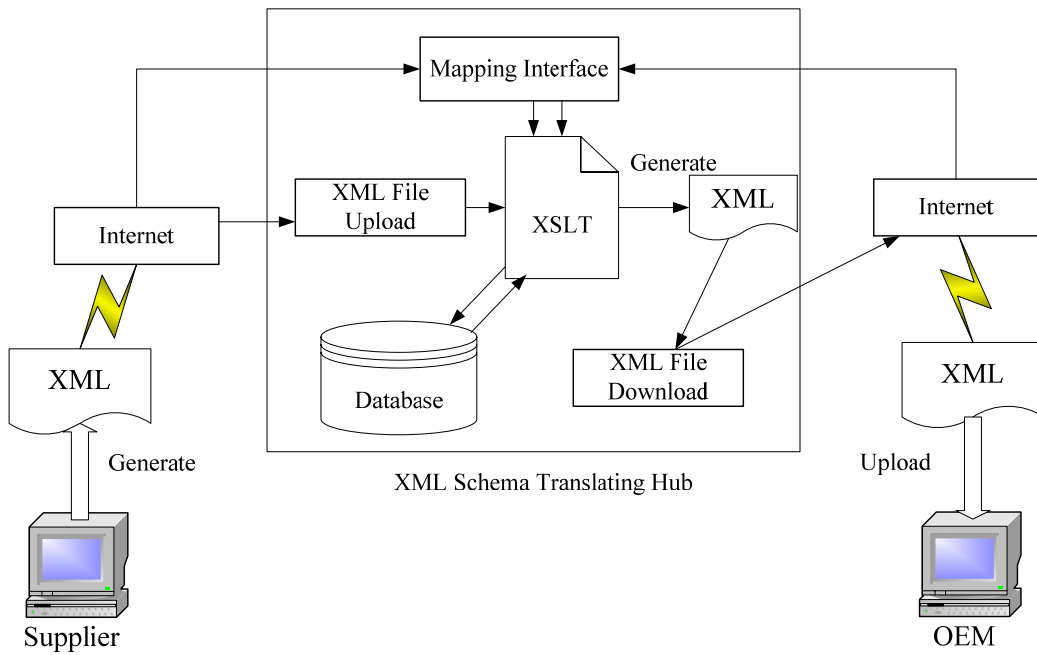 Mapping Interface
Generate
XML File
Upload
XSLT
XML
Internet
Internet
XML
Database
XML File
Download
XML
Generate
Upload
XML Schema Translating Hub
Supplier
OEM